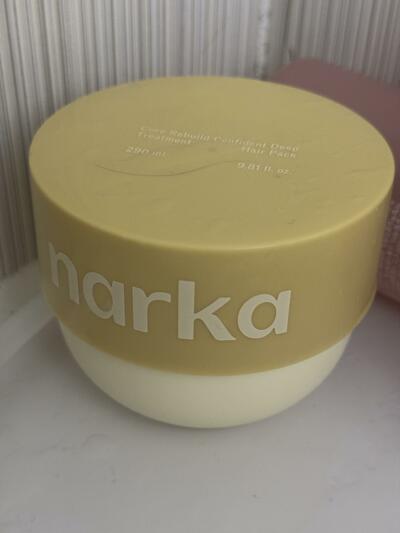 Core Rebuild Confident Deep
Treatment Hair Pack
290 ml. 9.81 fl. oz.
narka